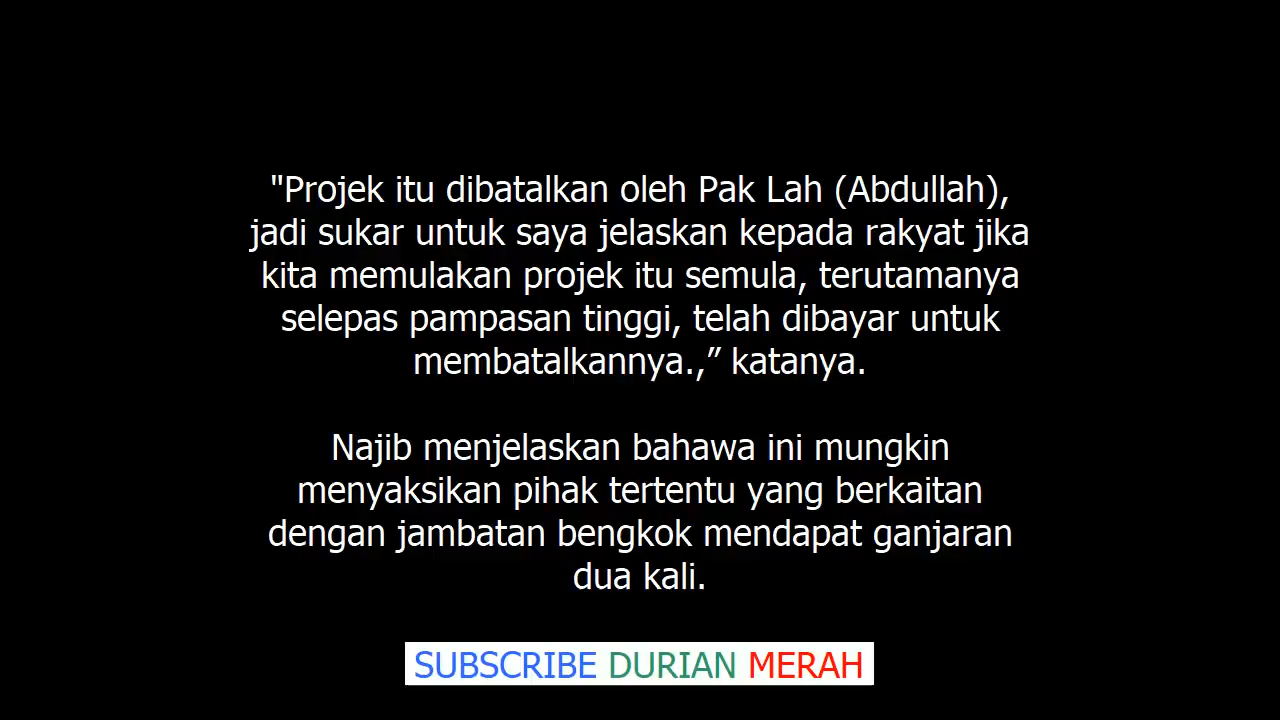 "Projek itu dibatalkan oleh Pak Lah (Abdullah),
jadi sukar untuk saya jelaskan kepada rakyat jika
kita memulakan projek itu semula, terutamanya
selepas pampasan tinggi, telah dibayar untuk
membatalkannya.,” katanya.
Najib menjelaskan bahawa ini mungkin
menyaksikan pihak tertentu yang berkaitan
dengan jambatan bengkok mendapat ganjaran
dua kali.
SUBSCRIBE DURIAN MERAH